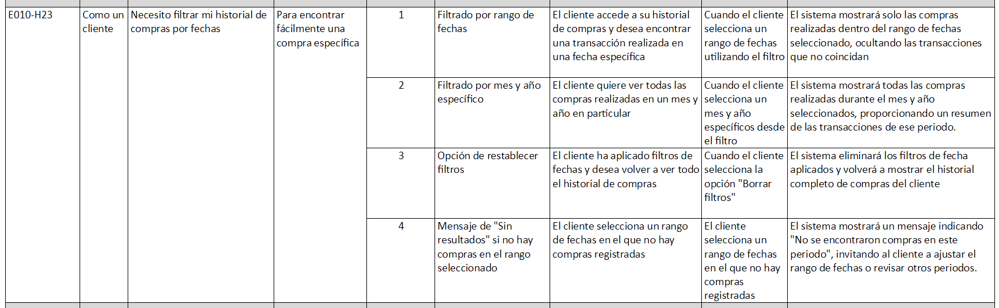 E010-H23
Como un
cliente
Necesito filtrar mi historial de
compras por fechas
Para encontrar
fácilmente una
compra específica
1
Filtrado por rango de
fechas
El cliente accede a su historial
de compras y desea encontrar
una transacción realizada en
una fecha específica
Cuando el cliente
selecciona un
rango de fechas
utilizando el filtro
El sistema mostrará solo las compras
realizadas dentro del rango de fechas
seleccionado, ocultando las transacciones
que no coincidan
2
Filtrado por mes y año
específico
El cliente quiere ver todas las
compras realizadas en un mes y
año en particular
Cuando el cliente
selecciona un
mes y año
específicos desde
el filtro
El sistema mostrará todas las compras
realizadas durante el mes y año
seleccionados, proporcionando un resumen
de las transacciones de ese periodo.
3
Opción de restablecer
filtros
El cliente ha aplicado filtros de
fechas y desea volver a ver todo
el historial de compras
Cuando el cliente
selecciona la
opción "Borrar
filtros"
El sistema eliminará los filtros de fecha
aplicados y volverá a mostrar el historial
completo de compras del cliente
4
Mensaje de "Sin
resultados" si no hay
compras en el rango
seleccionado
El cliente selecciona un rango
de fechas en el que no hay
compras registradas
El cliente
selecciona un
rango de fechas
en el que no hay
compras
registradas
El sistema mostrará un mensaje indicando
"No se encontraron compras en este
periodo", invitando al cliente a ajustar el
rango de fechas o revisar otros periodos.